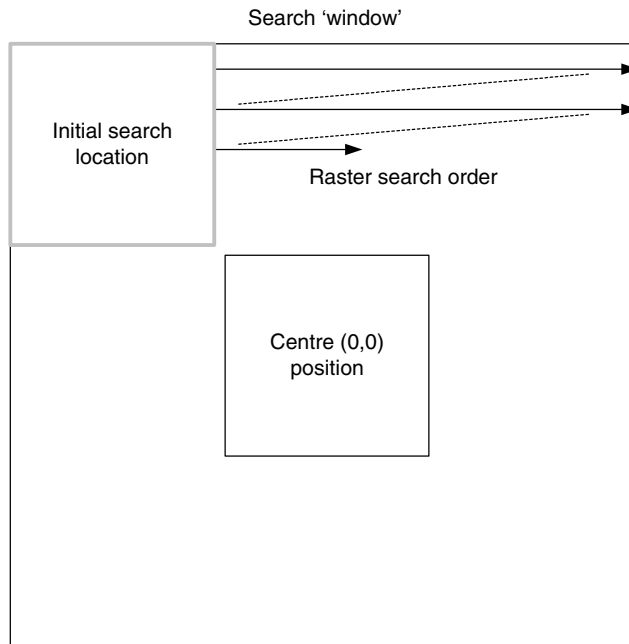 Search ‘window’
Initial search
location
Raster search order
Centre (0,0)
position